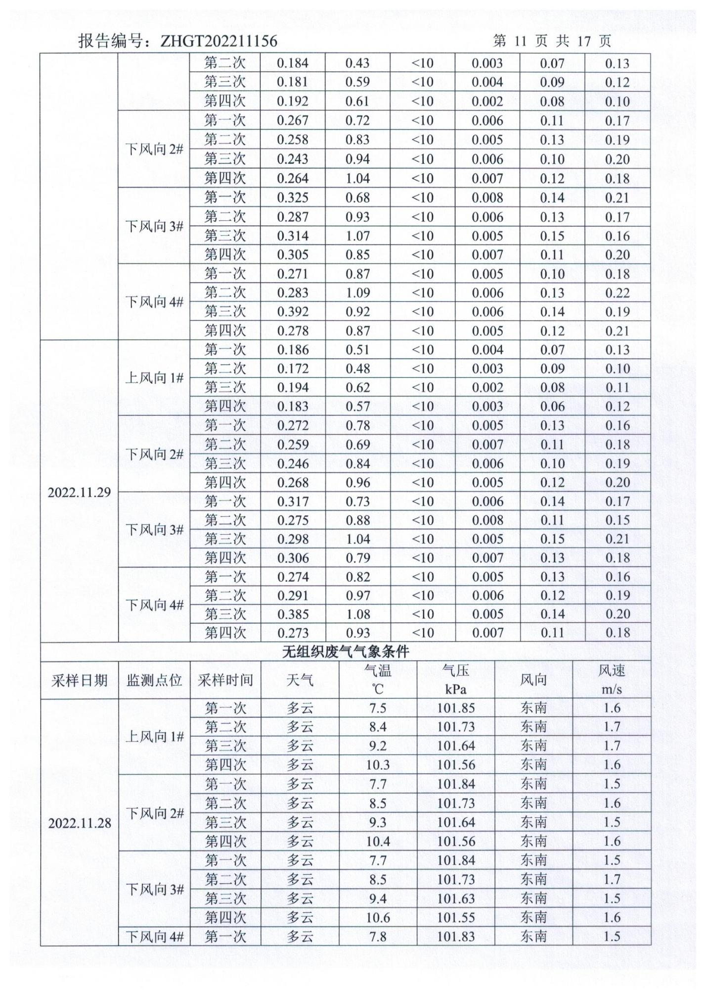 报告编号：ZHGT202211156 第 11 页 共 17 页
第二次 0.184 0.43 <10 0.003 0.07 0.13
第三次 0.181 0.59 <10 0.004 0.09 0.12
第四次 0.192 0.61 <10 0.002 0.08 0.10
下风向2# 第一次 0.267 0.72 <10 0.006 0.11 0.17
第二次 0.258 0.83 <10 0.005 0.13 0.19
第三次 0.243 0.94 <10 0.006 0.10 0.20
第四次 0.264 1.04 <10 0.007 0.12 0.18
下风向3# 第一次 0.325 0.68 <10 0.008 0.14 0.21
第二次 0.287 0.93 <10 0.006 0.13 0.17
第三次 0.314 1.07 <10 0.005 0.15 0.16
第四次 0.305 0.85 <10 0.007 0.11 0.20
下风向4# 第一次 0.271 0.87 <10 0.005 0.10 0.18
第二次 0.283 1.09 <10 0.006 0.13 0.22
第三次 0.392 0.92 <10 0.006 0.14 0.19
第四次 0.278 0.87 <10 0.005 0.12 0.21
2022.11.29 上风向1# 第一次 0.186 0.51 <10 0.004 0.07 0.13
第二次 0.172 0.48 <10 0.003 0.09 0.10
第三次 0.194 0.62 <10 0.002 0.08 0.11
第四次 0.183 0.57 <10 0.003 0.06 0.12
下风向2# 第一次 0.272 0.78 <10 0.005 0.13 0.16
第二次 0.259 0.69 <10 0.007 0.11 0.18
第三次 0.246 0.84 <10 0.006 0.10 0.19
第四次 0.268 0.96 <10 0.005 0.12 0.20
下风向3# 第一次 0.317 0.73 <10 0.006 0.14 0.17
第二次 0.275 0.88 <10 0.008 0.11 0.15
第三次 0.298 1.04 <10 0.005 0.15 0.21
第四次 0.306 0.79 <10 0.007 0.13 0.18
下风向4# 第一次 0.274 0.82 <10 0.005 0.13 0.16
第二次 0.291 0.97 <10 0.006 0.12 0.19
第三次 0.385 1.08 <10 0.005 0.14 0.20
第四次 0.273 0.93 <10 0.007 0.11 0.18
无组织废气气象条件
采样日期 监测点位 采样时间 天气 气温 ℃ 气压 kPa 风向 风速 m/s
2022.11.28 上风向1# 第一次 多云 7.5 101.85 东南 1.6
第二次 多云 8.4 101.73 东南 1.7
第三次 多云 9.2 101.64 东南 1.7
第四次 多云 10.3 101.56 东南 1.6
下风向2# 第一次 多云 7.7 101.84 东南 1.5
第二次 多云 8.5 101.73 东南 1.6
第三次 多云 9.3 101.64 东南 1.5
第四次 多云 10.4 101.56 东南 1.6
下风向3# 第一次 多云 7.7 101.84 东南 1.5
第二次 多云 8.5 101.73 东南 1.7
第三次 多云 9.4 101.63 东南 1.5
第四次 多云 10.6 101.55 东南 1.6
下风向4# 第一次 多云 7.8 101.83 东南 1.5